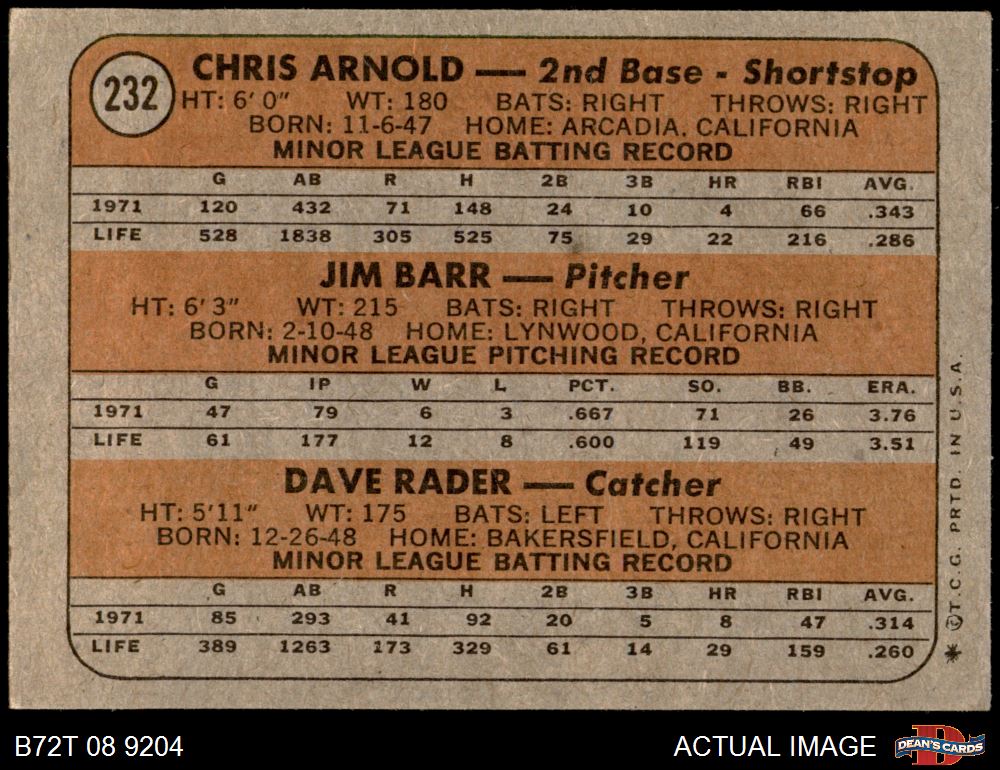 232
CHRIS ARNOLD — 2nd Base - Shortstop
HT: 6' 0" WT: 180 BATS: RIGHT THROWS: RIGHT
BORN: 11-6-47 HOME: ARCADIA. CALIFORNIA
MINOR LEAGUE BATTING RECORD
G AB R H 2B 3B HR RBI AVG.
1971 120 432 71 148 24 10 4 66 .343
LIFE 528 1838 305 525 75 29 22 216 .286
JIM BARR — Pitcher
HT: 6' 3" WT: 215 BATS: RIGHT THROWS: RIGHT
BORN: 2-10-48 HOME: LYNWOOD, CALIFORNIA
MINOR LEAGUE PITCHING RECORD
G IP W L PCT. SO. BB. ERA.
1971 47 79 6 3 .667 71 26 3.76
LIFE 61 177 12 8 .600 119 49 3.51
DAVE RADER — Catcher
HT: 5'11" WT: 175 BATS: LEFT THROWS: RIGHT
BORN: 12-26-48 HOME: BAKERSFIELD, CALIFORNIA
MINOR LEAGUE BATTING RECORD
G AB R H 2B 3B HR RBI AVG.
1971 85 293 41 92 20 5 8 47 .314
LIFE 389 1263 173 329 61 14 29 159 .260
* © T.C.G. PRTD. IN U.S.A.
B72T 08 9204
ACTUAL IMAGE
D
DEAN'S CARDS